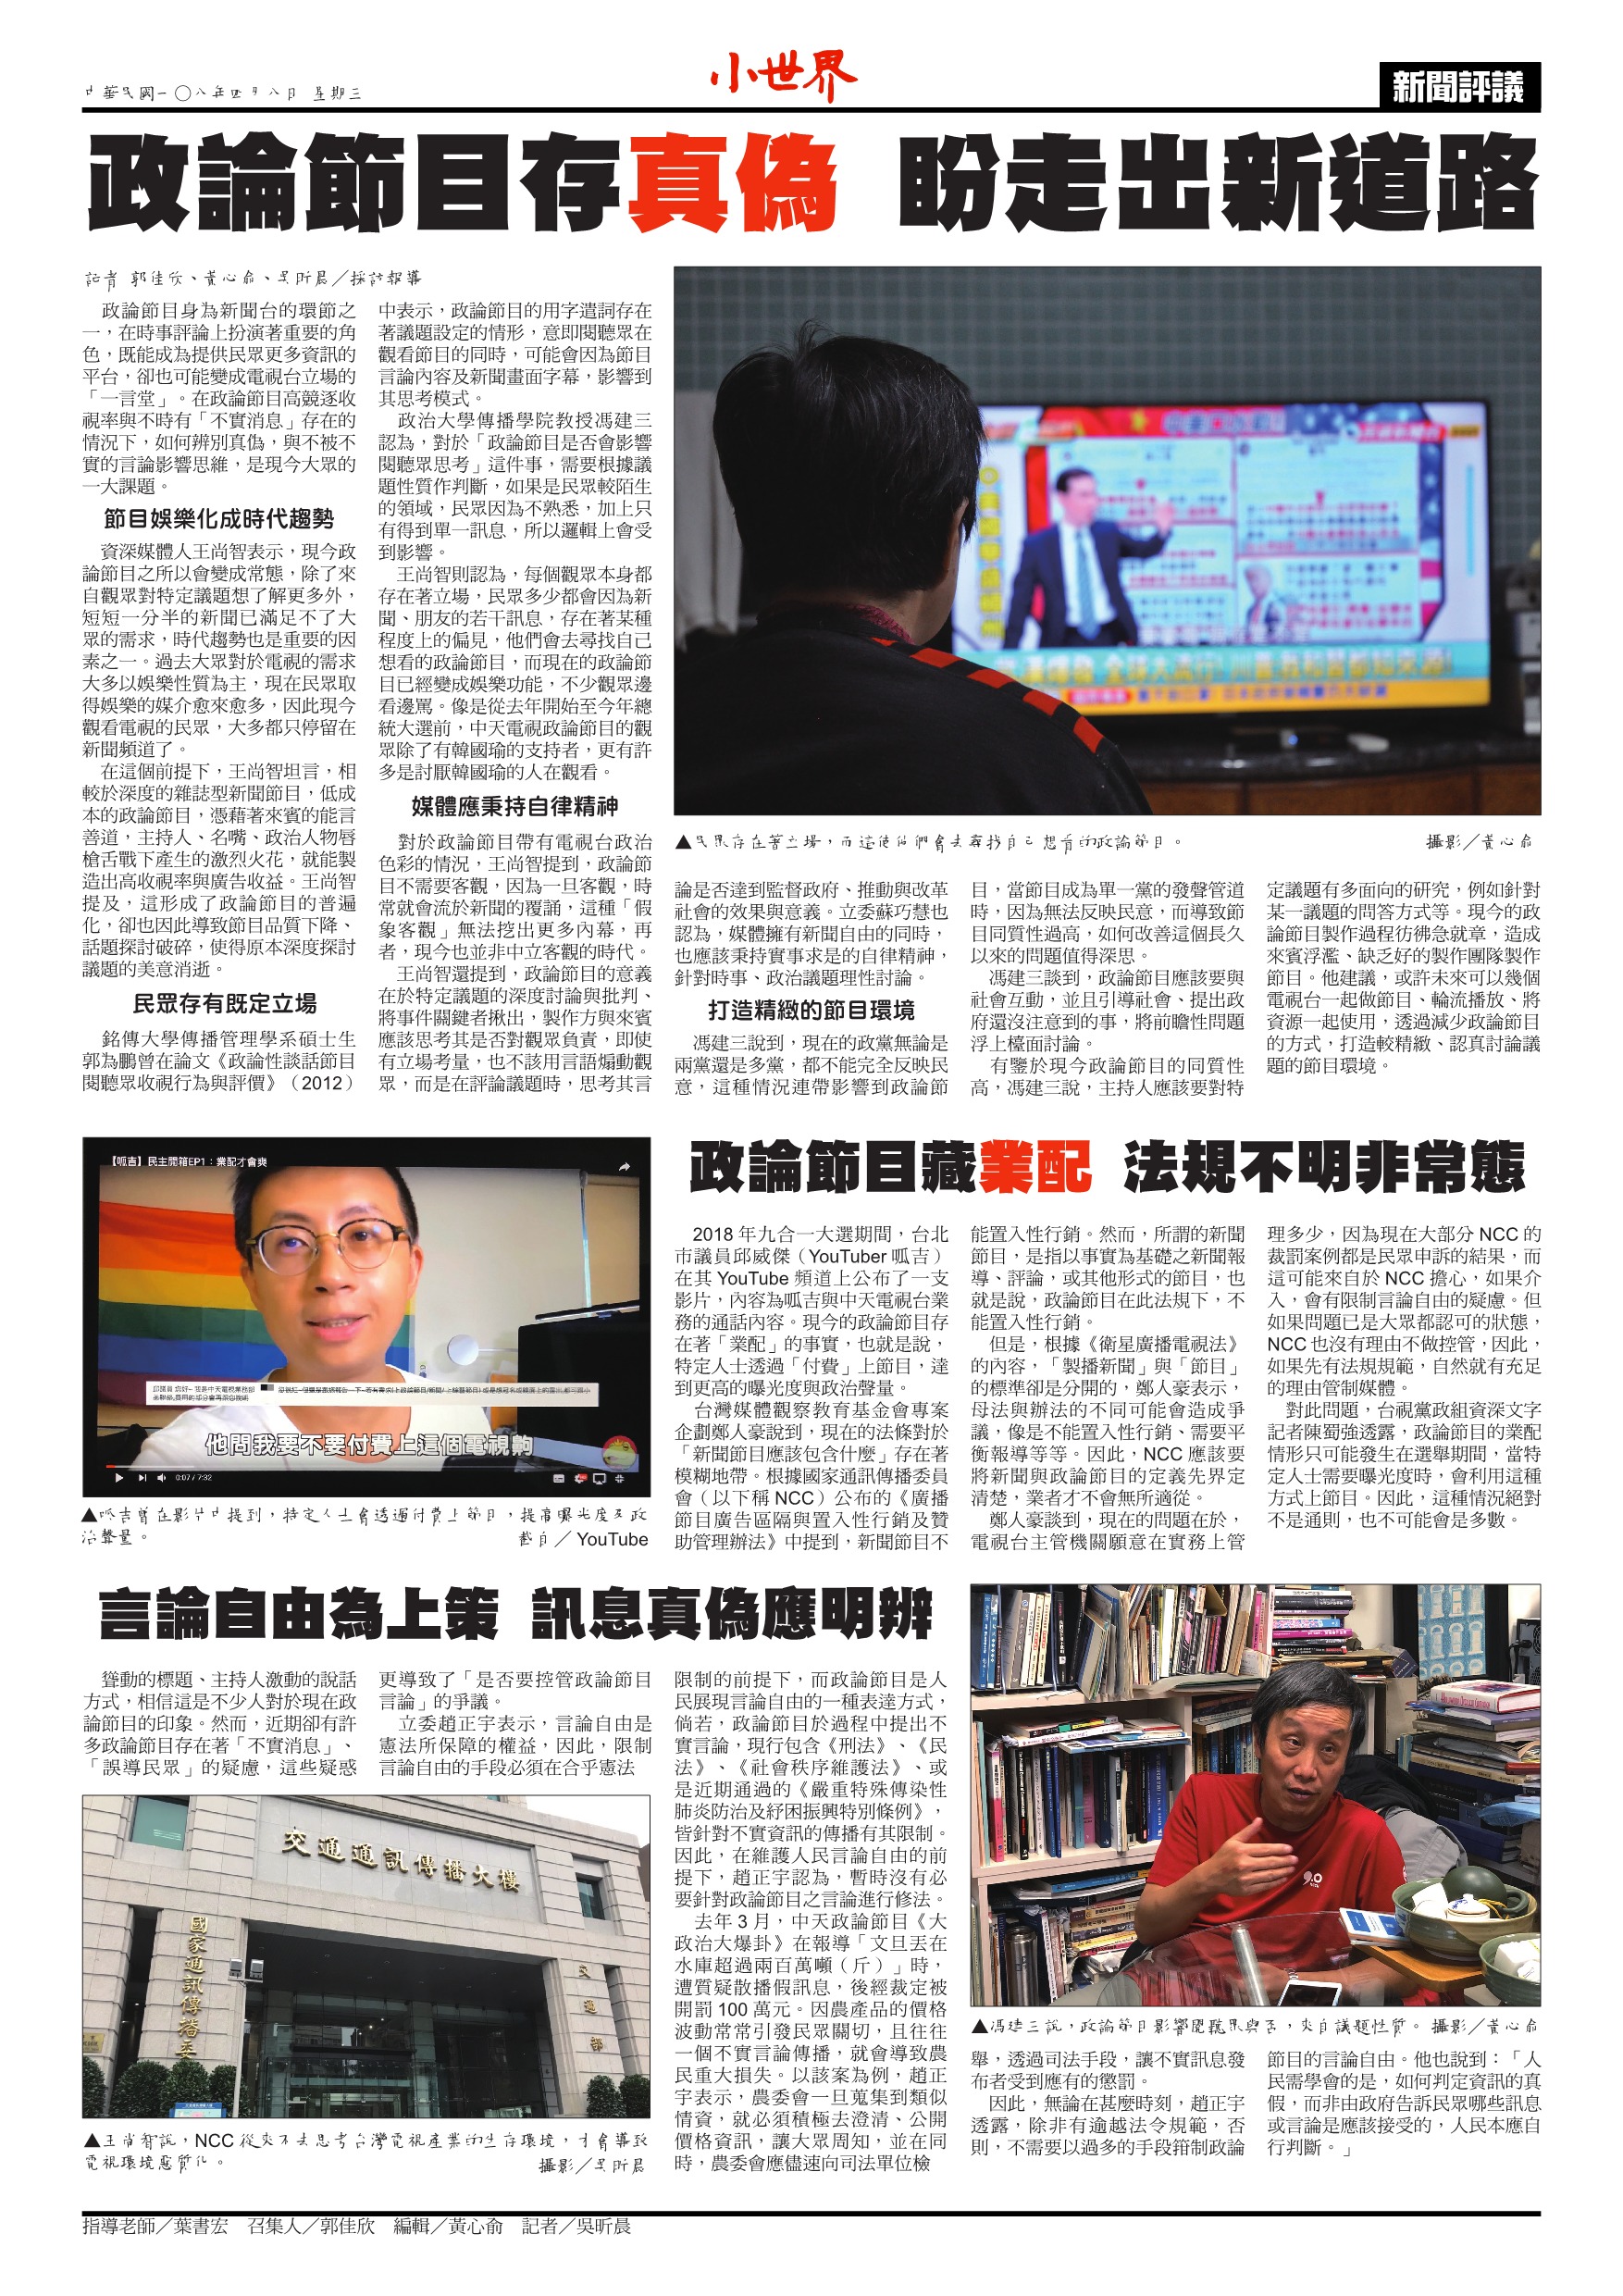 中華民國一〇八年四月八日 星期三
小世界
新聞評議
政論節目存真偽 盼走出新道路
記者 郭佳欣、黃心俞、吳昕晨／採訪報導
政論節目身為新聞台的環節之
一，在時事評論上扮演著重要的角
色，既能成為提供民眾更多資訊的
平台，卻也可能變成電視台立場的
「一言堂」。在政論節目高競逐收
視率與不時有「不實消息」存在的
情況下，如何辨別真偽，與不被不
實的言論影響思維，是現今大眾的
一大課題。
節目娛樂化成時代趨勢
資深媒體人王尚智表示，現今政
論節目之所以會變成常態，除了來
自觀眾對特定議題想了解更多外，
短短一分半的新聞已滿足不了大
眾的需求，時代趨勢也是重要的因
素之一。過去大眾對於電視的需求
大多以娛樂性質為主，現在民眾取
得娛樂的媒介愈來愈多，因此現今
觀看電視的民眾，大多都只停留在
新聞頻道了。
在這個前提下，王尚智坦言，相
較於深度的雜誌型新聞節目，低成
本的政論節目，憑藉著來賓的能言
善道，主持人、名嘴、政治人物唇
槍舌戰下產生的激烈火花，就能製
造出高收視率與廣告收益。王尚智
提及，這形成了政論節目的普遍
化，卻也因此導致節目品質下降、
話題探討破碎，使得原本深度探討
議題的美意消逝。
民眾存有既定立場
銘傳大學傳播管理學系碩士生
郭為鵬曾在論文《政論性談話節目
閱聽眾收視行為與評價》（2012）
中表示，政論節目的用字遣詞存在
著議題設定的情形，意即閱聽眾在
觀看節目的同時，可能會因為節目
言論內容及新聞畫面字幕，影響到
其思考模式。
政治大學傳播學院教授馮建三
認為，對於「政論節目是否會影響
閱聽眾思考」這件事，需要根據議
題性質作判斷，如果是民眾較陌生
的領域，民眾因為不熟悉，加上只
有得到單一訊息，所以邏輯上會受
到影響。
王尚智則認為，每個觀眾本身都
存在著立場，民眾多少都會因為新
聞、朋友的若干訊息，存在著某種
程度上的偏見，他們會去尋找自己
想看的政論節目，而現在的政論節
目已經變成娛樂功能，不少觀眾邊
看邊罵。像是從去年開始至今年總
統大選前，中天電視政論節目的觀
眾除了有韓國瑜的支持者，更有許
多是討厭韓國瑜的人在觀看。
媒體應秉持自律精神
對於政論節目帶有電視台政治
色彩的情況，王尚智提到，政論節
目不需要客觀，因為一旦客觀，時
常就會流於新聞的覆誦，這種「假
象客觀」無法挖出更多內幕，再
者，現今也並非中立客觀的時代。
王尚智還提到，政論節目的意義
在於特定議題的深度討論與批判、
將事件關鍵者揪出，製作方與來賓
應該思考其是否對觀眾負責，即使
有立場考量，也不該用言語煽動觀
眾，而是在評論議題時，思考其言
▲民眾存在著立場，而這使他們會去尋找自己想看的政論節目。 攝影／黃心俞
論是否達到監督政府、推動與改革
社會的效果與意義。立委蘇巧慧也
認為，媒體擁有新聞自由的同時，
也應該秉持實事求是的自律精神，
針對時事、政治議題理性討論。
打造精緻的節目環境
馮建三說到，現在的政黨無論是
兩黨還是多黨，都不能完全反映民
意，這種情況連帶影響到政論節
目，當節目成為單一黨的發聲管道
時，因為無法反映民意，而導致節
目同質性過高，如何改善這個長久
以來的問題值得深思。
馮建三談到，政論節目應該要與
社會互動，並且引導社會、提出政
府還沒注意到的事，將前瞻性問題
浮上檯面討論。
有鑒於現今政論節目的同質性
高，馮建三說，主持人應該要對特
定議題有多面向的研究，例如針對
某一議題的問答方式等。現今的政
論節目製作過程彷彿急就章，造成
來賓浮濫、缺乏好的製作團隊製作
節目。他建議，或許未來可以幾個
電視台一起做節目、輪流播放、將
資源一起使用，透過減少政論節目
的方式，打造較精緻、認真討論議
題的節目環境。
【呱吉】民主開箱EP1：業配才會爽
他問我要不要付費上這個電視節目
0:07 / 7:32
▲呱吉曾在影片中提到，特定人士會透過付費上節目，提高曝光度及政
治聲量。 截自／YouTube
政論節目藏業配 法規不明非常態
2018 年九合一大選期間，台北
市議員邱威傑（YouTuber 呱吉）
在其 YouTube 頻道上公布了一支
影片，內容為呱吉與中天電視台業
務的通話內容。現今的政論節目存
在著「業配」的事實，也就是說，
特定人士透過「付費」上節目，達
到更高的曝光度與政治聲量。
台灣媒體觀察教育基金會專案
企劃鄭人豪說到，現在的法條對於
「新聞節目應該包含什麼」存在著
模糊地帶。根據國家通訊傳播委員
會（以下稱 NCC）公布的《廣播
節目廣告區隔與置入性行銷及贊
助管理辦法》中提到，新聞節目不
能置入性行銷。然而，所謂的新聞
節目，是指以事實為基礎之新聞報
導、評論，或其他形式的節目，也
就是說，政論節目在此法規下，不
能置入性行銷。
但是，根據《衛星廣播電視法》
的內容，「製播新聞」與「節目」
的標準卻是分開的，鄭人豪表示，
母法與辦法的不同可能會造成爭
議，像是不能置入性行銷、需要平
衡報導等等。因此，NCC 應該要
將新聞與政論節目的定義先界定
清楚，業者才不會無所適從。
鄭人豪談到，現在的問題在於，
電視台主管機關願意在實務上管
理多少，因為現在大部分 NCC 的
裁罰案例都是民眾申訴的結果，而
這可能來自於 NCC 擔心，如果介
入，會有限制言論自由的疑慮。但
如果問題已是大眾都認可的狀態，
NCC 也沒有理由不做控管，因此，
如果先有法規規範，自然就有充足
的理由管制媒體。
對此問題，台視黨政組資深文字
記者陳蜀強透露，政論節目的業配
情形只可能發生在選舉期間，當特
定人士需要曝光度時，會利用這種
方式上節目。因此，這種情況絕對
不是通則，也不可能會是多數。
言論自由為上策 訊息真偽應明辨
聳動的標題、主持人激動的說話
方式，相信這是不少人對於現在政
論節目的印象。然而，近期卻有許
多政論節目存在著「不實消息」、
「誤導民眾」的疑慮，這些疑惑
更導致了「是否要控管政論節目
言論」的爭議。
立委趙正宇表示，言論自由是
憲法所保障的權益，因此，限制
言論自由的手段必須在合乎憲法
交通通訊傳播大樓
國家通訊傳播委
交通部
▲王尚智說，NCC 從來不去思考台灣電視產業的生存環境，才會導致
電視環境惡質化。 攝影／吳昕晨
限制的前提下，而政論節目是人
民展現言論自由的一種表達方式，
倘若，政論節目於過程中提出不
實言論，現行包含《刑法》、《民
法》、《社會秩序維護法》、或
是近期通過的《嚴重特殊傳染性
肺炎防治及紓困振興特別條例》，
皆針對不實資訊的傳播有其限制。
因此，在維護人民言論自由的前
提下，趙正宇認為，暫時沒有必
要針對政論節目之言論進行修法。
去年 3 月，中天政論節目《大
政治大爆卦》在報導「文旦丟在
水庫超過兩百萬噸（斤）」時，
遭質疑散播假訊息，後經裁定被
開罰 100 萬元。因農產品的價格
波動常常引發民眾關切，且往往
一個不實言論傳播，就會導致農
民重大損失。以該案為例，趙正
宇表示，農委會一旦蒐集到類似
情資，就必須積極去澄清、公開
價格資訊，讓大眾周知，並在同
時，農委會應儘速向司法單位檢
▲馮建三說，政論節目影響閱聽眾與否，來自議題性質。 攝影／黃心俞
舉，透過司法手段，讓不實訊息發
布者受到應有的懲罰。
因此，無論在甚麼時刻，趙正宇
透露，除非有逾越法令規範，否
則，不需要以過多的手段箝制政論
節目的言論自由。他也說到：「人
民需學會的是，如何判定資訊的真
假，而非由政府告訴民眾哪些訊息
或言論是應該接受的，人民本應自
行判斷。」
指導老師／葉書宏 召集人／郭佳欣 編輯／黃心俞 記者／吳昕晨